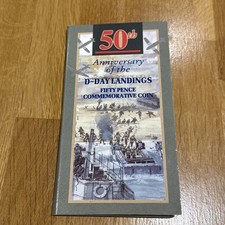 50th
Anniversary
of the
D-DAY LANDINGS
FIFTY PENCE
COMMEMORATIVE COIN